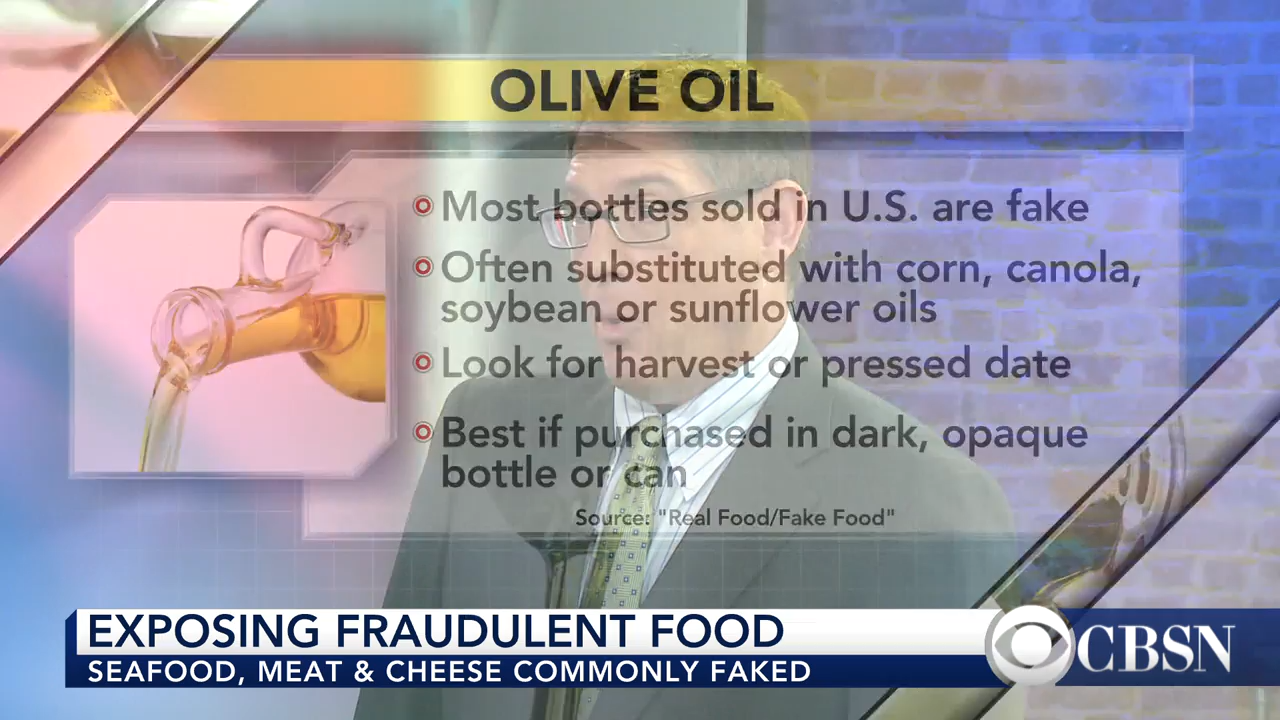 OLIVE OIL
Most bottles sold in U.S. are fake
Often substituted with corn, canola,
soybean or sunflower oils
Look for harvest or pressed date
Best if purchased in dark, opaque
bottle or can
Source: "Real Food/Fake Food"
EXPOSING FRAUDULENT FOOD
SEAFOOD, MEAT & CHEESE COMMONLY FAKED
CBSN